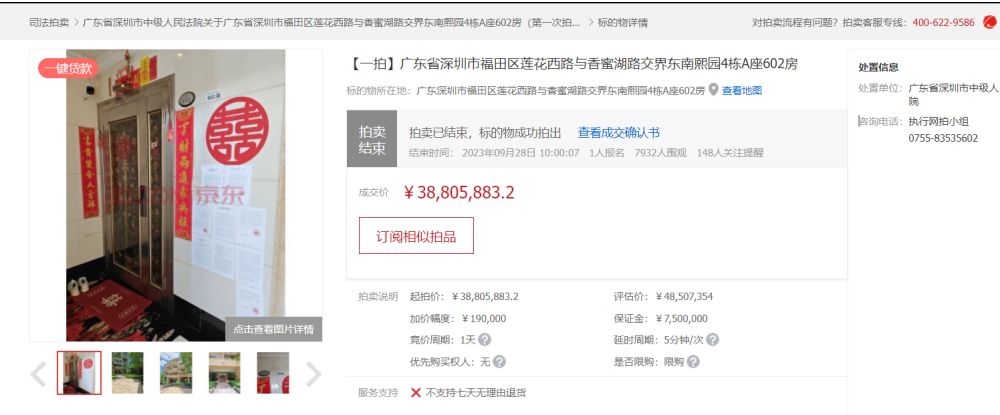 司法拍卖 > 广东省深圳市中级人民法院关于广东省深圳市福田区莲花西路与香蜜湖路交界东南熙园4栋A座602房（第一次拍... > 标的物详情
对拍卖流程有问题？拍卖客服专线：400-622-9586
一键贷款
丁财两进家兴旺
富贵双全人吉祥
JD.COM 京东
点击查看图片详情
【一拍】广东省深圳市福田区莲花西路与香蜜湖路交界东南熙园4栋A座602房
标的物所在地：广东省深圳市福田区莲花西路与香蜜湖路交界东南熙园4栋A座602房 查看地图
拍卖结束
拍卖已结束，标的物成功拍出 查看成交确认书
结束时间：2023年09月28日 10:00:07 1人报名 7932人围观 148人关注提醒
成交价 ¥38,805,883.2
订阅相似拍品
拍卖说明 起拍价：¥38,805,883.2 评估价：¥48,507,354
加价幅度：¥190,000 保证金：¥7,500,000
竞价周期：1天 ? 延时周期：5分钟/次 ?
优先购买权人：无 ? 是否限购：限购 ?
服务支持 不支持七天无理由退货
处置信息
处置单位：广东省深圳市中级人
院
咨询电话：执行网拍小组
0755-83535602